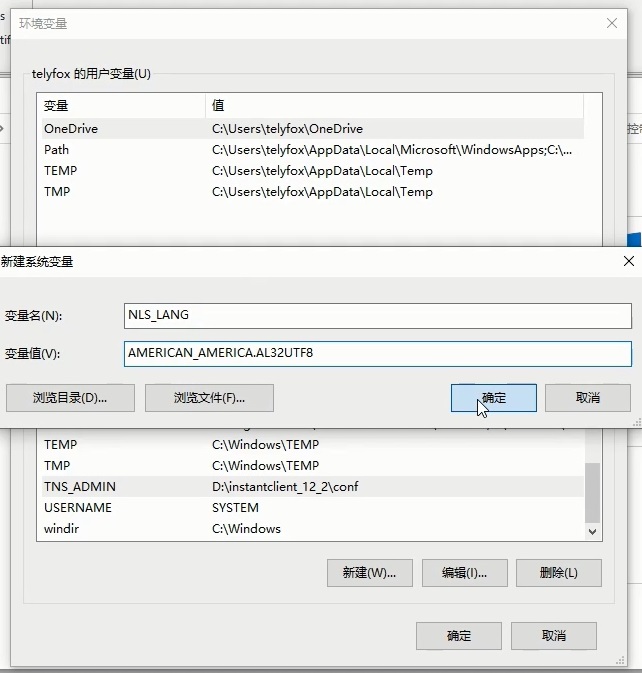 环境变量
telyfox 的用户变量(U)
变量 值
OneDrive C:\Users\telyfox\OneDrive
Path C:\Users\telyfox\AppData\Local\Microsoft\WindowsApps;C:\...
TEMP C:\Users\telyfox\AppData\Local\Temp
TMP C:\Users\telyfox\AppData\Local\Temp
新建系统变量
变量名(N): NLS_LANG
变量值(V): AMERICAN_AMERICA.AL32UTF8
浏览目录(D)... 浏览文件(F)... 确定 取消
TEMP C:\Windows\TEMP
TMP C:\Windows\TEMP
TNS_ADMIN D:\instantclient_12_2\conf
USERNAME SYSTEM
windir C:\Windows
新建(W)... 编辑(I)... 删除(L)
确定 取消